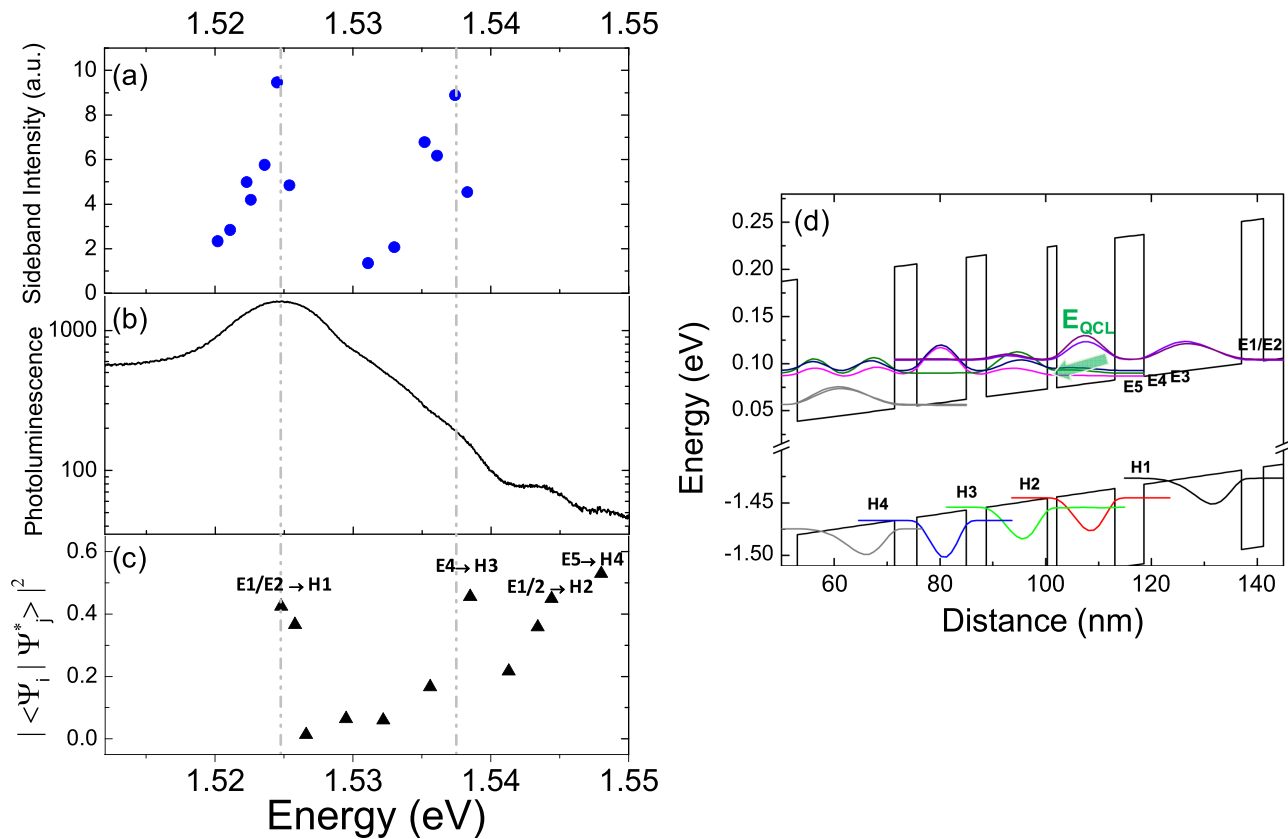 1.52 1.53 1.54 1.55
(a)
Sideband Intensity (a.u.)
10
8
6
4
2
0
(b)
Photoluminescence
1000
100
(c)
| <Ψi | Ψ*j> |²
0.6
0.4
0.2
0.0
E1/E2 → H1
E4→ H3
E1/2 → H2
E5→ H4
1.52 1.53 1.54 1.55
Energy (eV)
(d)
Energy (eV)
0.25
0.20
0.15
0.10
0.05
-1.45
-1.50
EQCL
E1/E2
E5 E4 E3
H1
H2
H3
H4
60 80 100 120 140
Distance (nm)